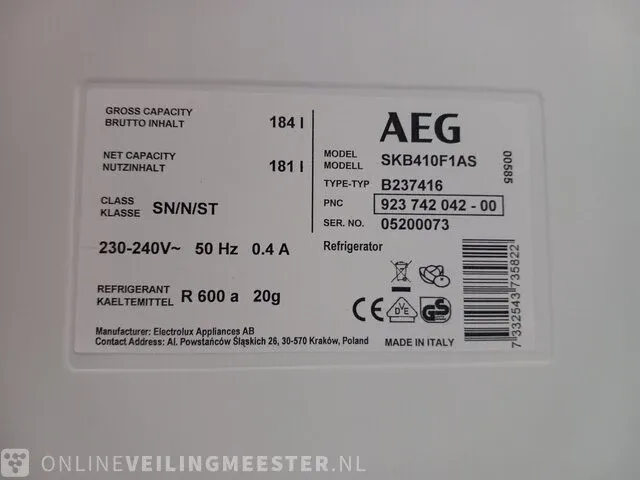 GROSS CAPACITY
BRUTTO INHALT 184 l
NET CAPACITY
NUTZINHALT 181 l
CLASS
KLASSE SN/N/ST
230-240V~ 50 Hz 0.4 A
REFRIGERANT
KAELTEMITTEL R 600 a 20g
Manufacturer: Electrolux Appliances AB
Contact Address: Al. Powstańców Śląskich 26, 30-570 Kraków, Poland
AEG
MODEL
MODELL SKB410F1AS
TYPE-TYP B237416
PNC 923 742 042 - 00
SER. NO. 05200073
00585
Refrigerator
CE
DVE
GS
MADE IN ITALY
7 332543 735822
ONLINEVEILINGMEESTER.NL